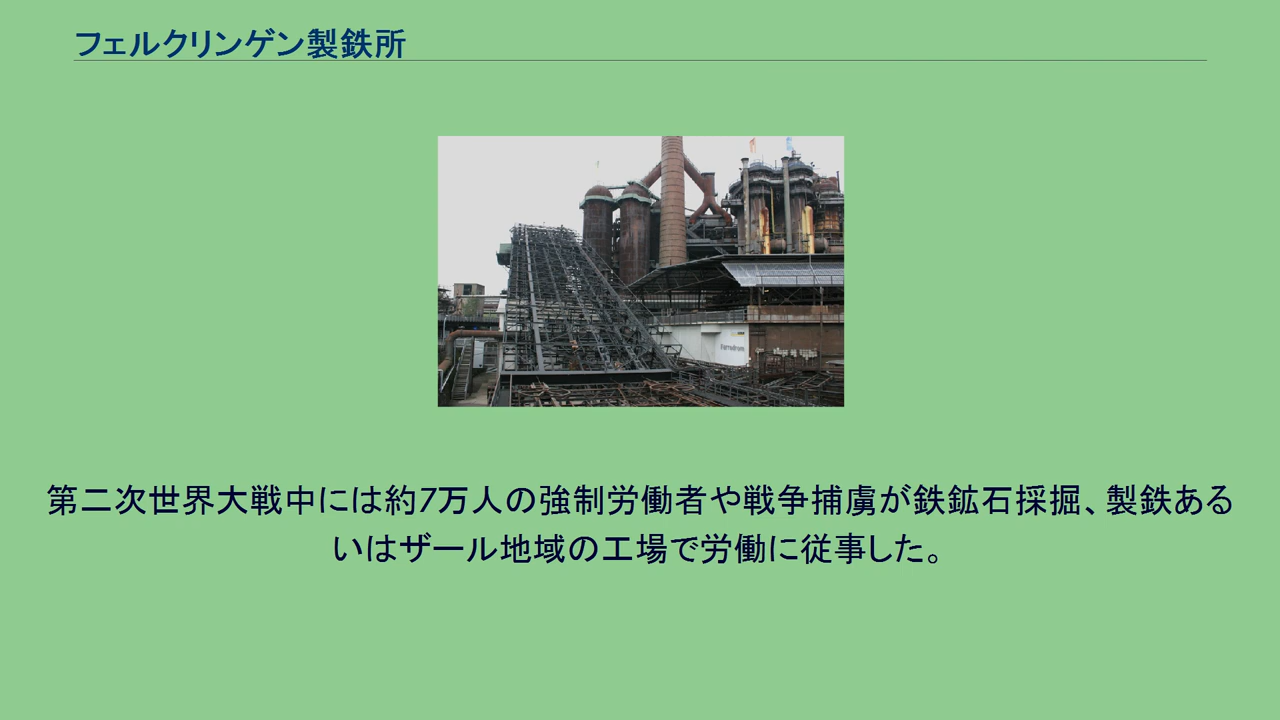 フェルクリンゲン製鉄所
Ferrodrom
第二次世界大戦中には約7万人の強制労働者や戦争捕虜が鉄鉱石採掘、製鉄ある
いはザール地域の工場で労働に従事した。